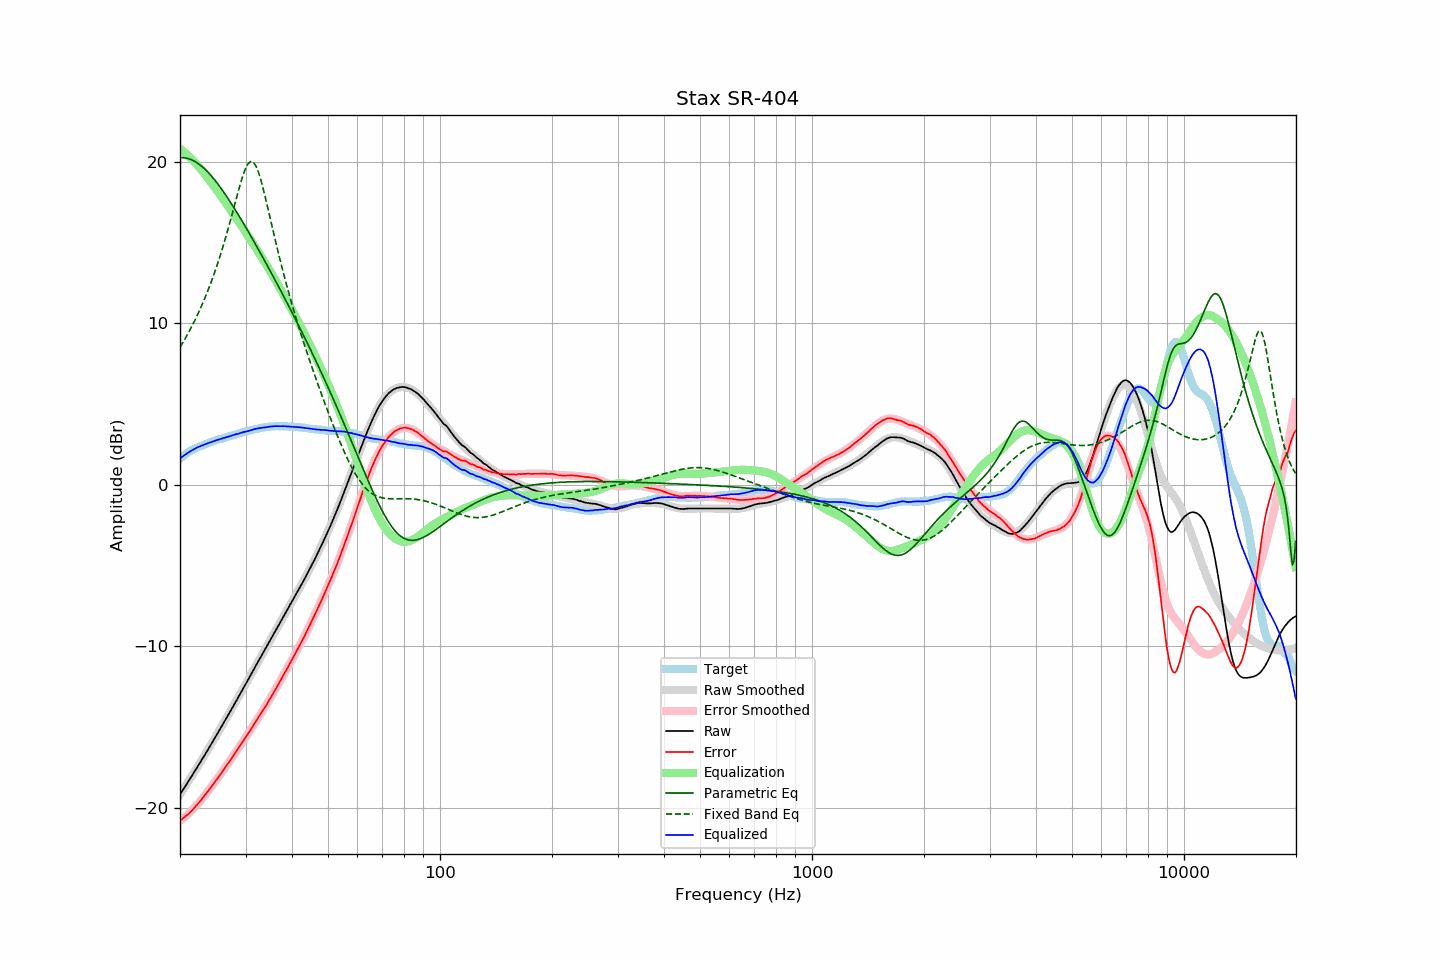 Stax SR-404
Amplitude (dBr)
20
10
0
−10
−20
Target
Raw Smoothed
Error Smoothed
Raw
Error
Equalization
Parametric Eq
Fixed Band Eq
Equalized
100
1000
10000
Frequency (Hz)